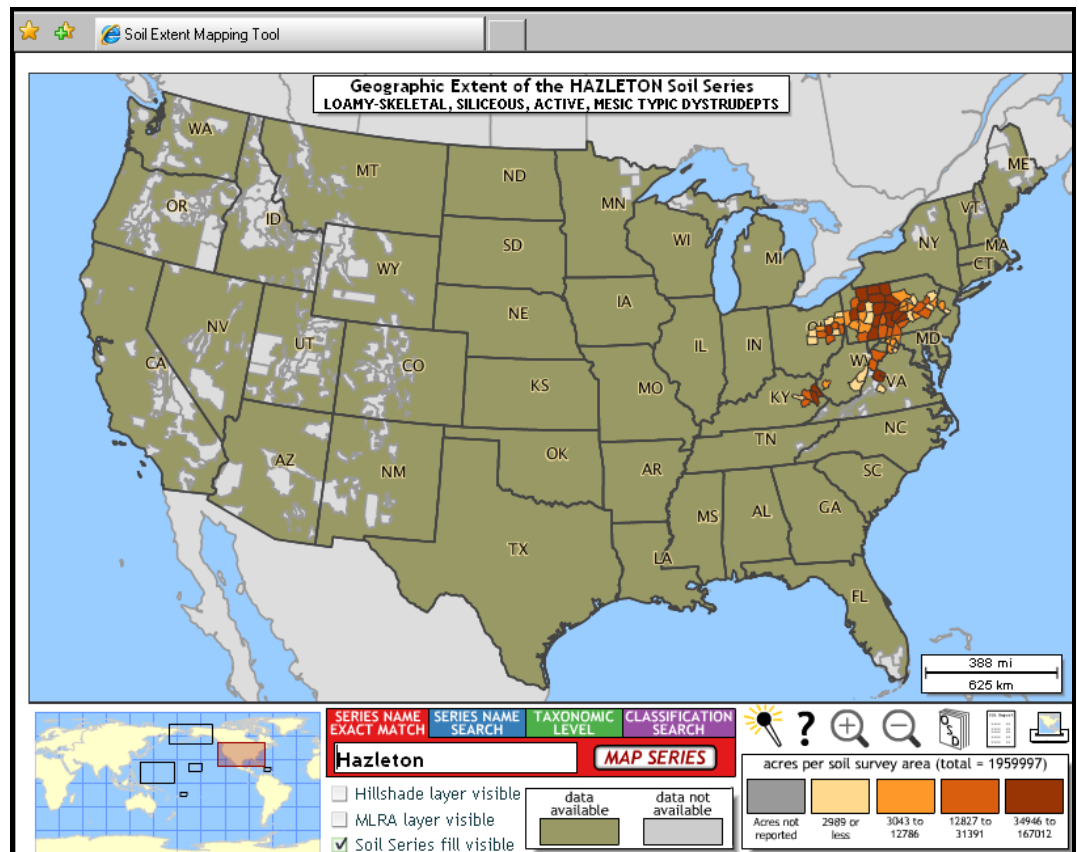 Soil Extent Mapping Tool
Geographic Extent of the HAZLETON Soil Series
LOAMY-SKELETAL, SILICEOUS, ACTIVE, MESIC TYPIC DYSTRUDEPTS
WA
MT
ND
MN
ME
OR
ID
SD
WI
MI
VT
NY
MA
CT
WY
NE
IA
NV
UT
CO
IL
IN
MD
CA
KS
MO
KY
WV
VA
AZ
NM
OK
AR
TN
NC
SC
MS
AL
GA
TX
LA
FL
388 mi
625 km
SERIES NAME
EXACT MATCH
SERIES NAME
SEARCH
TAXONOMIC
LEVEL
CLASSIFICATION
SEARCH
Hazleton
MAP SERIES
?
OSD
Hillshade layer visible
MLRA layer visible
Soil Series fill visible
data
available
data not
available
acres per soil survey area (total = 1959997)
Acres not
reported
2989 or
less
3043 to
12786
12827 to
31391
34946 to
167012